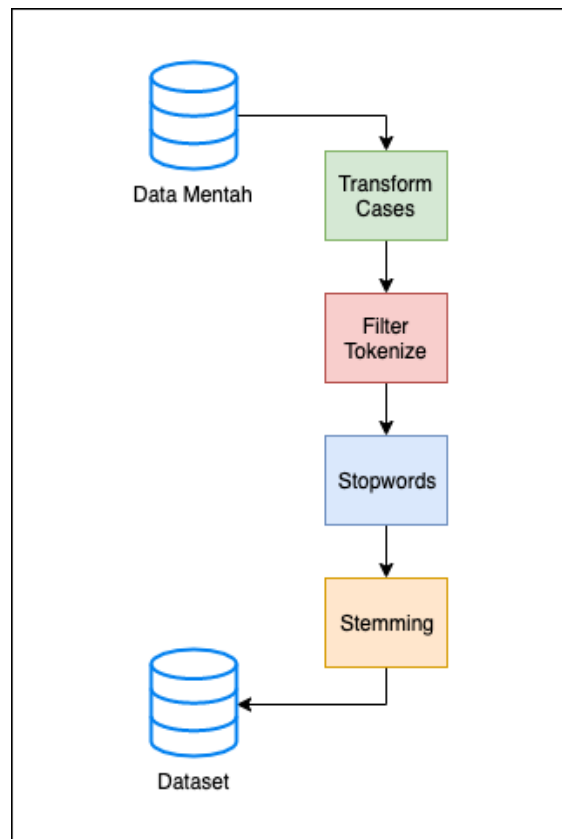 Data Mentah
Transform
Cases
Filter
Tokenize
Stopwords
Stemming
Dataset